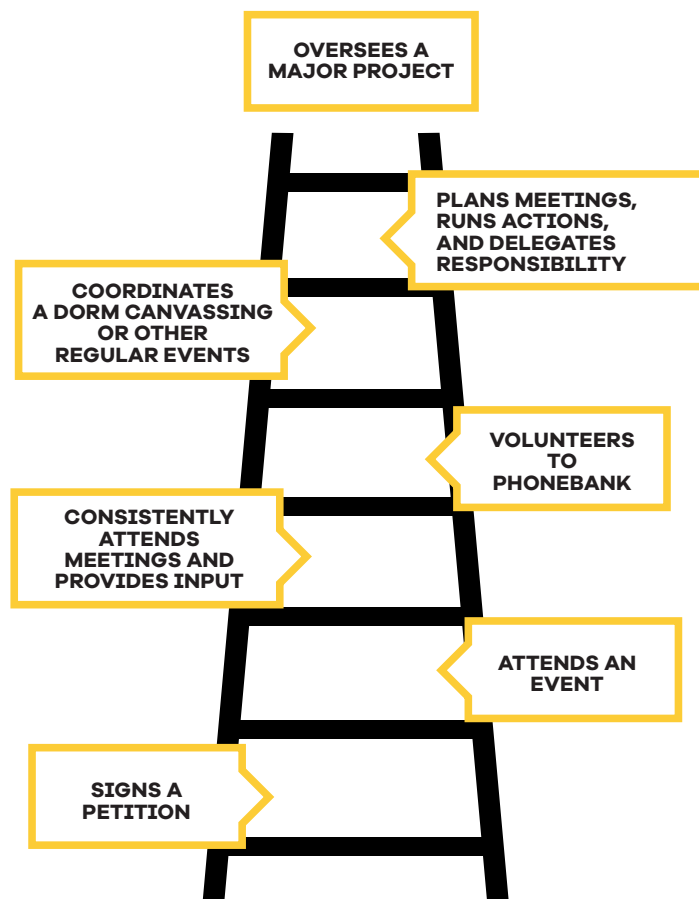 OVERSEES A
MAJOR PROJECT
PLANS MEETINGS,
RUNS ACTIONS,
AND DELEGATES
RESPONSIBILITY
COORDINATES
A DORM CANVASSING
OR OTHER
REGULAR EVENTS
VOLUNTEERS
TO
PHONEBANK
CONSISTENTLY
ATTENDS
MEETINGS AND
PROVIDES INPUT
ATTENDS AN
EVENT
SIGNS A
PETITION